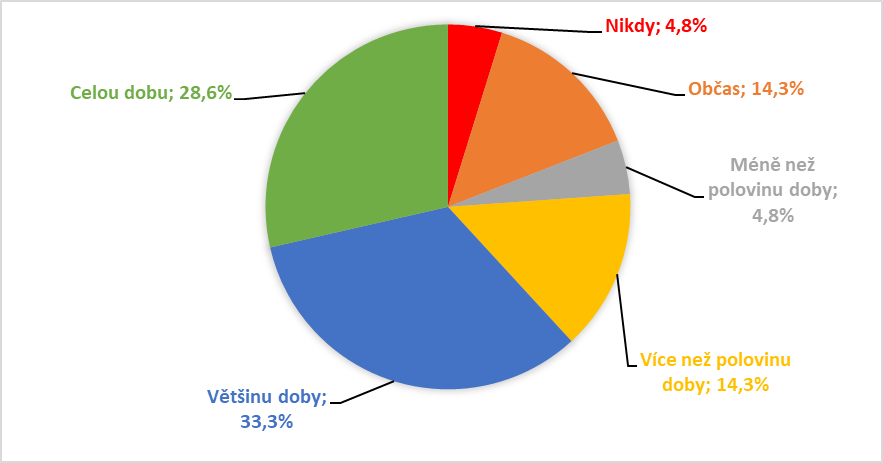 Nikdy; 4,8%
Občas; 14,3%
Méně než
polovinu doby;
4,8%
Více než polovinu
doby; 14,3%
Většinu doby;
33,3%
Celou dobu; 28,6%